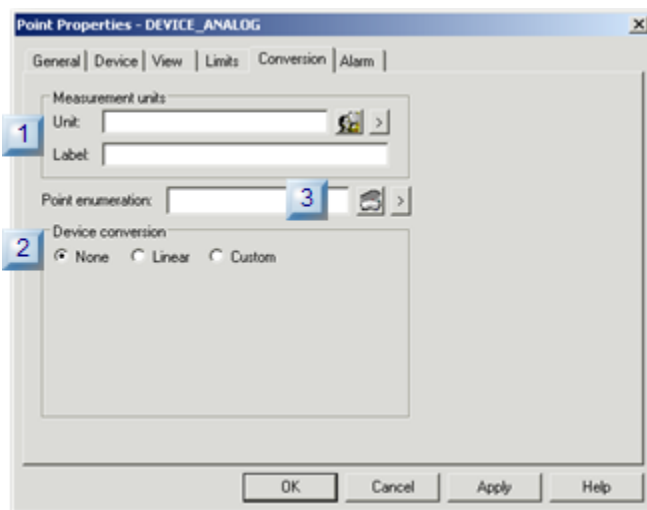 Point Properties - DEVICE_ANALOG
General Device View Limits Conversion Alarm
Measurement units
1
Unit:
>
Label:
Point enumeration:
3
>
2
Device conversion
None Linear Custom
OK Cancel Apply Help